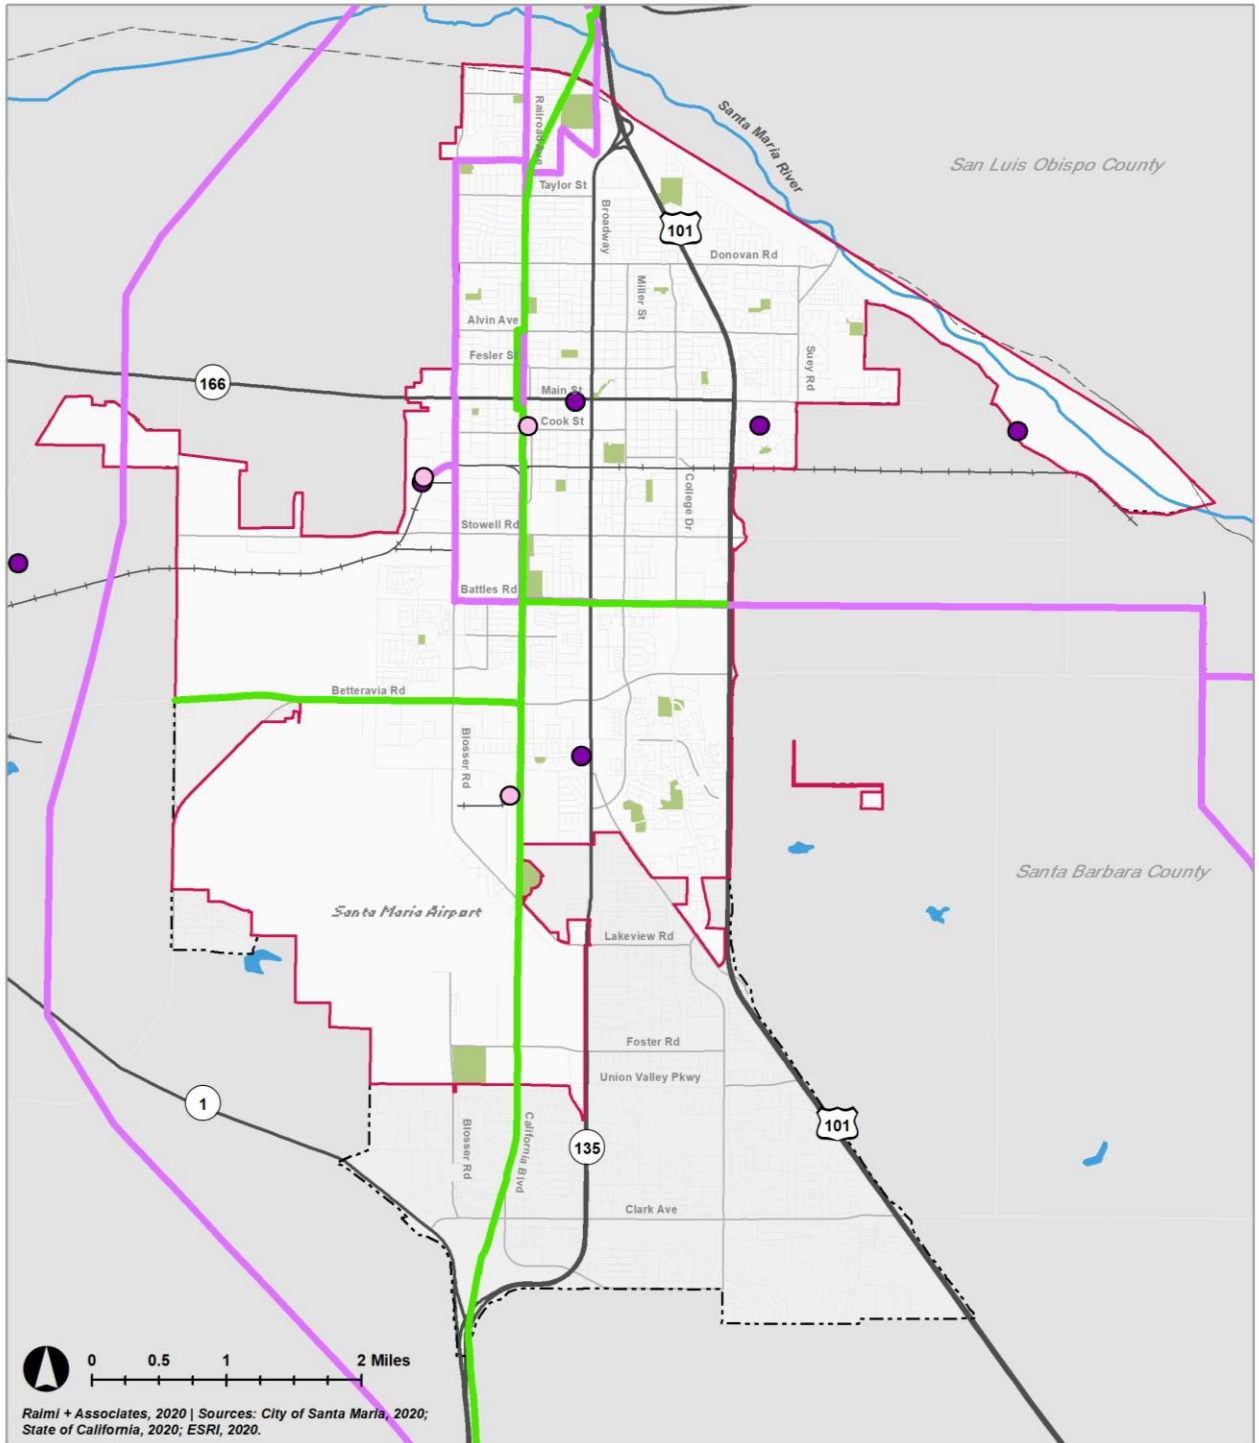 Santa Maria River
San Luis Obispo County
Railroad Ave
Taylor St
Broadway
101
Donovan Rd
Miller St
Alvin Ave
Fesler St
Suey Rd
166
Main St
Cook St
College Dr
Stowell Rd
Battles Rd
Betteravia Rd
Blosser Rd
Santa Barbara County
Santa Maria Airport
Lakeview Rd
Foster Rd
Union Valley Pkwy
1
101
135
Blosser Rd
California Blvd
Clark Ave
0 0.5 1 2 Miles
Raimi + Associates, 2020 | Sources: City of Santa Maria, 2020;
State of California, 2020; ESRI, 2020.